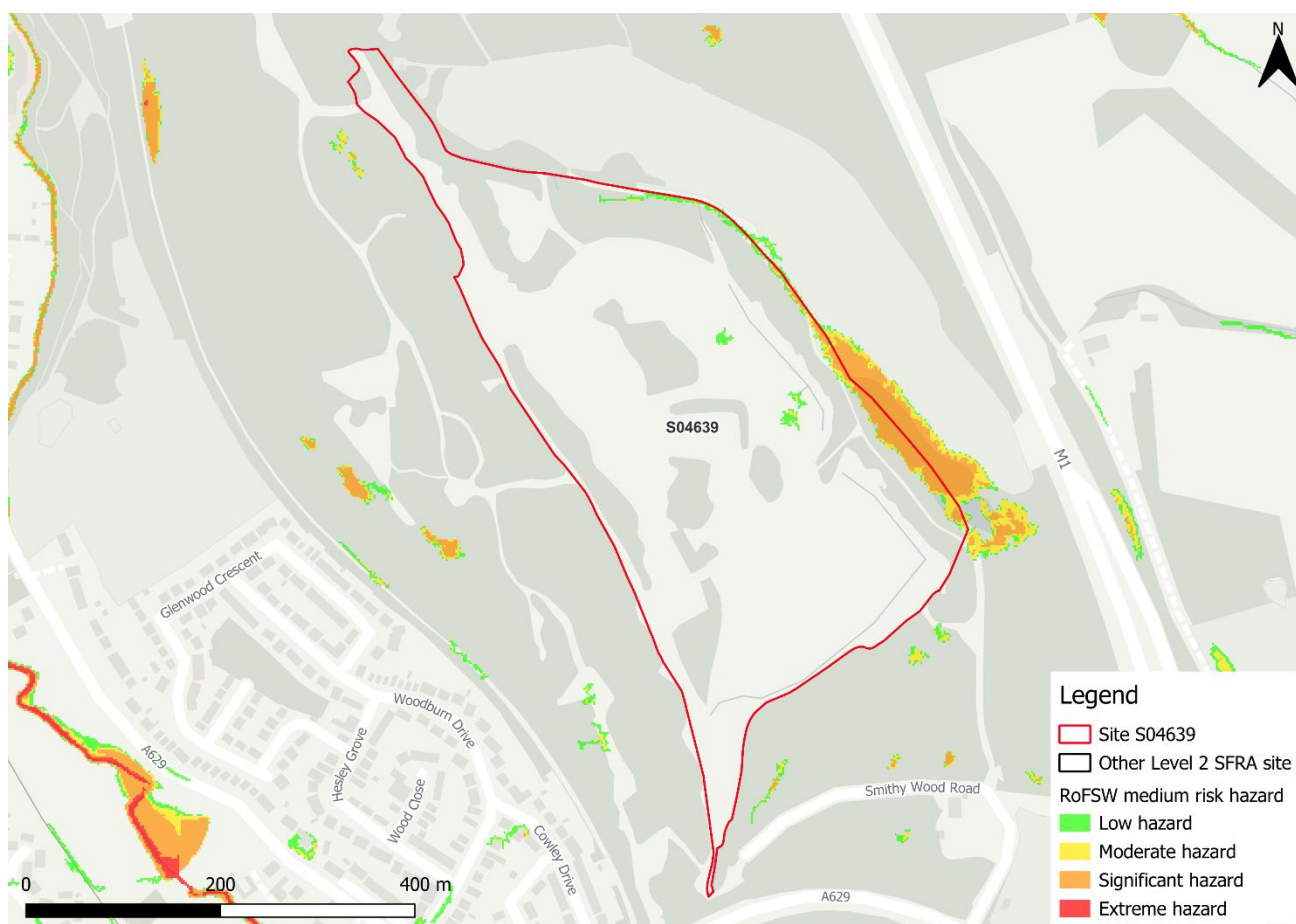 N
M1
S04639
Glenwood Crescent
Woodburn Drive
Hesley Grove
A629
Wood Close
Cowley Drive
Smithy Wood Road
A629
0 200 400 m
Legend
Site S04639
Other Level 2 SFRA site
RoFSW medium risk hazard
Low hazard
Moderate hazard
Significant hazard
Extreme hazard